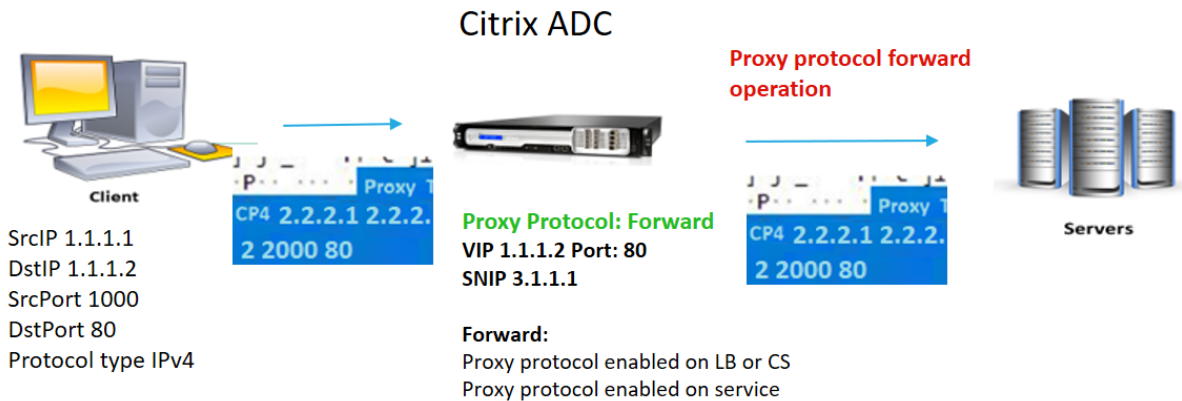 Citrix ADC
Proxy protocol forward
operation
Client
Proxy
CP4 2.2.2.1 2.2.2.
2 2000 80
SrcIP 1.1.1.1
DstIP 1.1.1.2
SrcPort 1000
DstPort 80
Protocol type IPv4
Proxy Protocol: Forward
VIP 1.1.1.2 Port: 80
SNIP 3.1.1.1
Forward:
Proxy protocol enabled on LB or CS
Proxy protocol enabled on service
Proxy
CP4 2.2.2.1 2.2.2.
2 2000 80
Servers